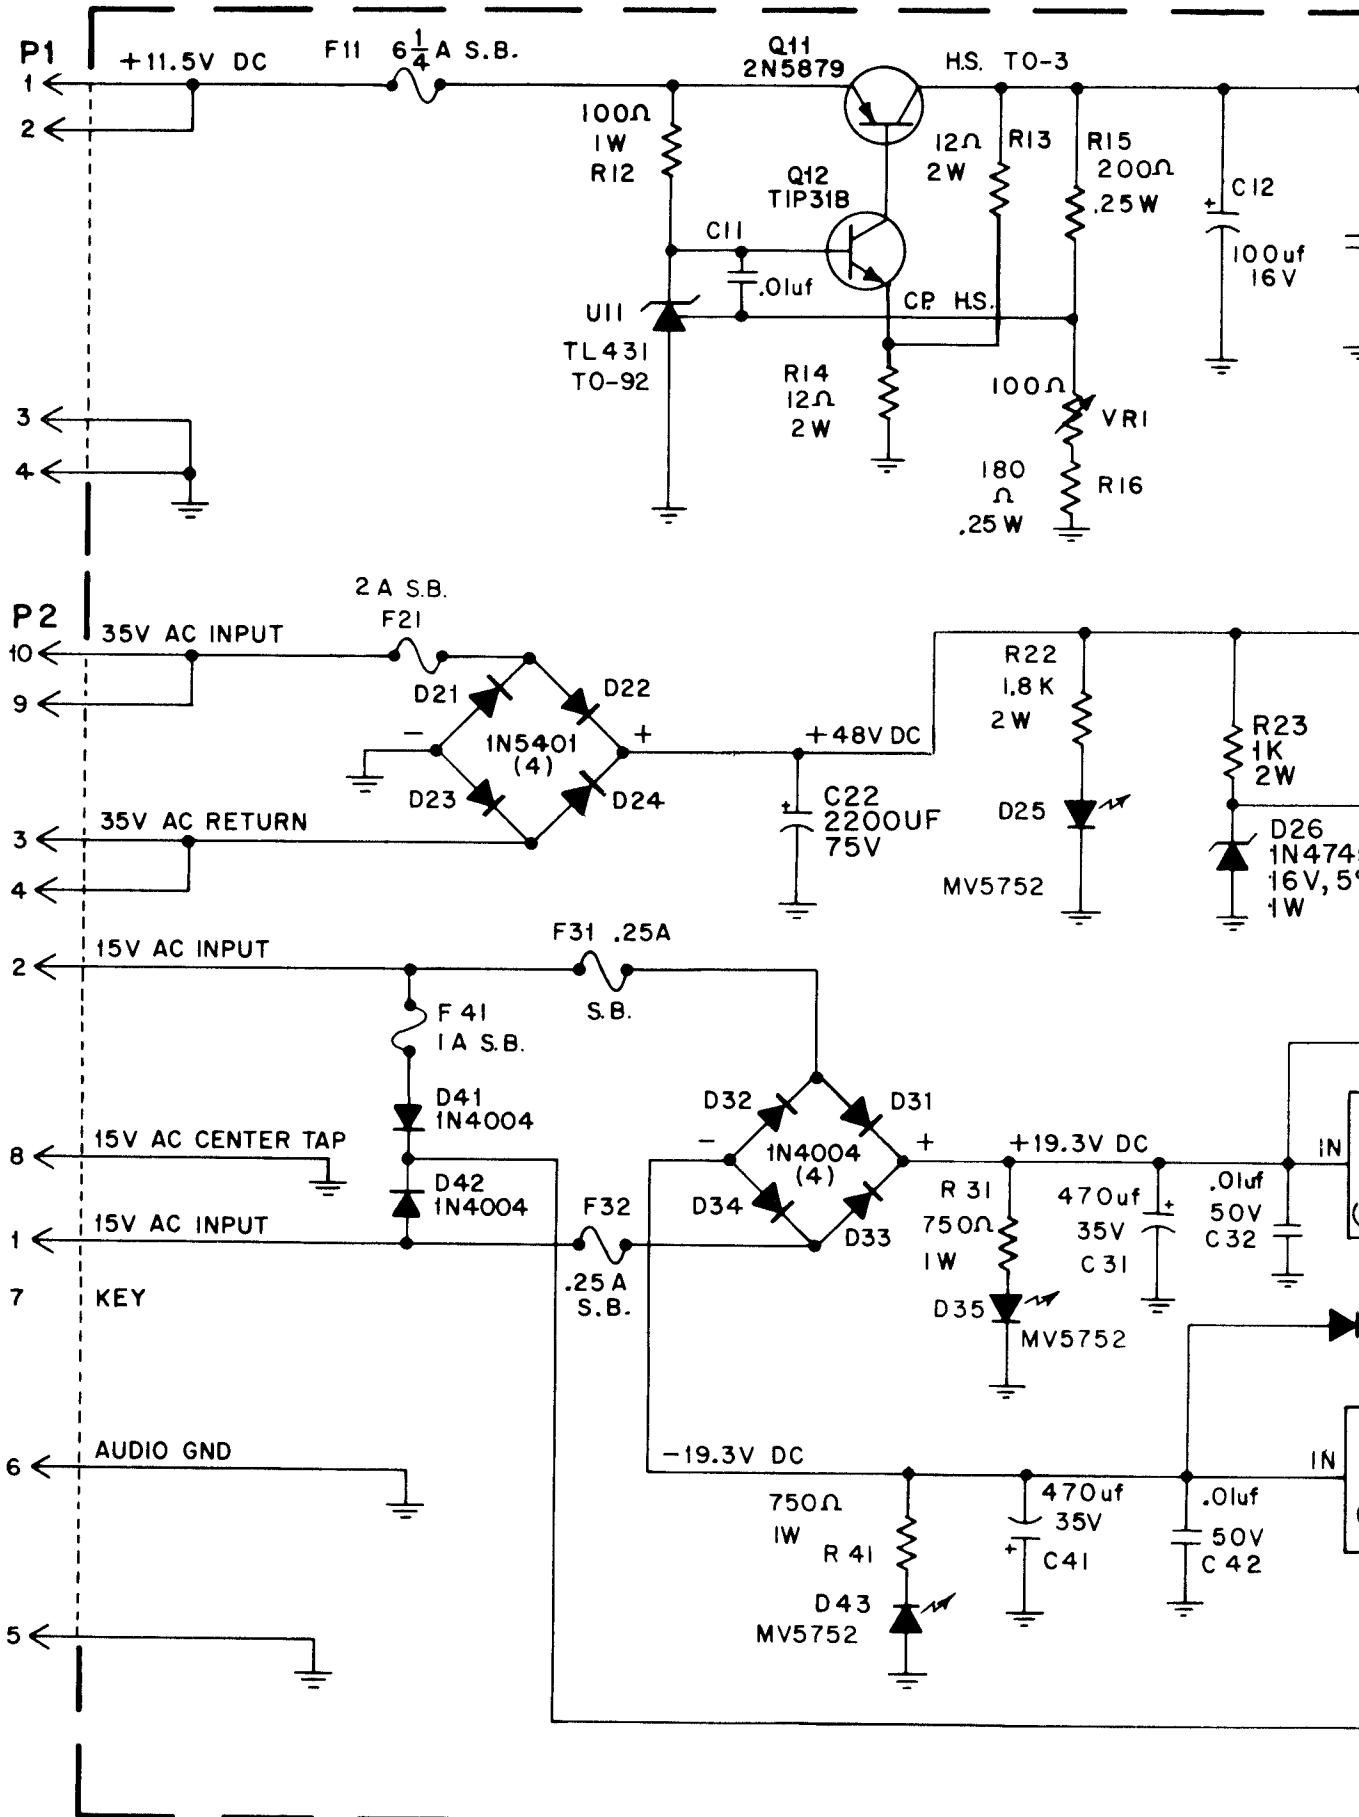 P1
+11.5V DC
F11 6 1/4 A S.B.
Q11
2N5879
H.S. TO-3
1
2
100Ω
1W
R12
Q12
TIP31B
12Ω
2W
R13
R15
200Ω
.25W
C12
+
100uf
16V
C11
.01uf
U11
TL431
TO-92
C.P. H.S.
R14
12Ω
2W
100Ω
VR1
180
Ω
.25W
R16
3
4
P2
2 A S.B.
F21
35V AC INPUT
10
9
D21
D22
1N5401
(4)
-
+
D23
D24
+48V DC
C22
2200UF
75V
+
R22
1.8K
2W
D25
MV5752
R23
1K
2W
D26
16V,
1W
35V AC RETURN
3
4
15V AC INPUT
2
F31 .25A
S.B.
F 41
1A S.B.
D41
1N4004
15V AC CENTER TAP
8
D42
1N4004
15V AC INPUT
1
F32
.25A
S.B.
D32
D31
1N4004
(4)
-
+
D34
D33
+19.3V DC
R 31
750Ω
1W
D35
MV5752
470uf
35V
C31
+
.01uf
50V
C32
IN
7
KEY
AUDIO GND
6
-19.3V DC
750Ω
1W
R 41
D43
MV5752
470uf
35V
C41
+
.01uf
50V
C42
IN
5